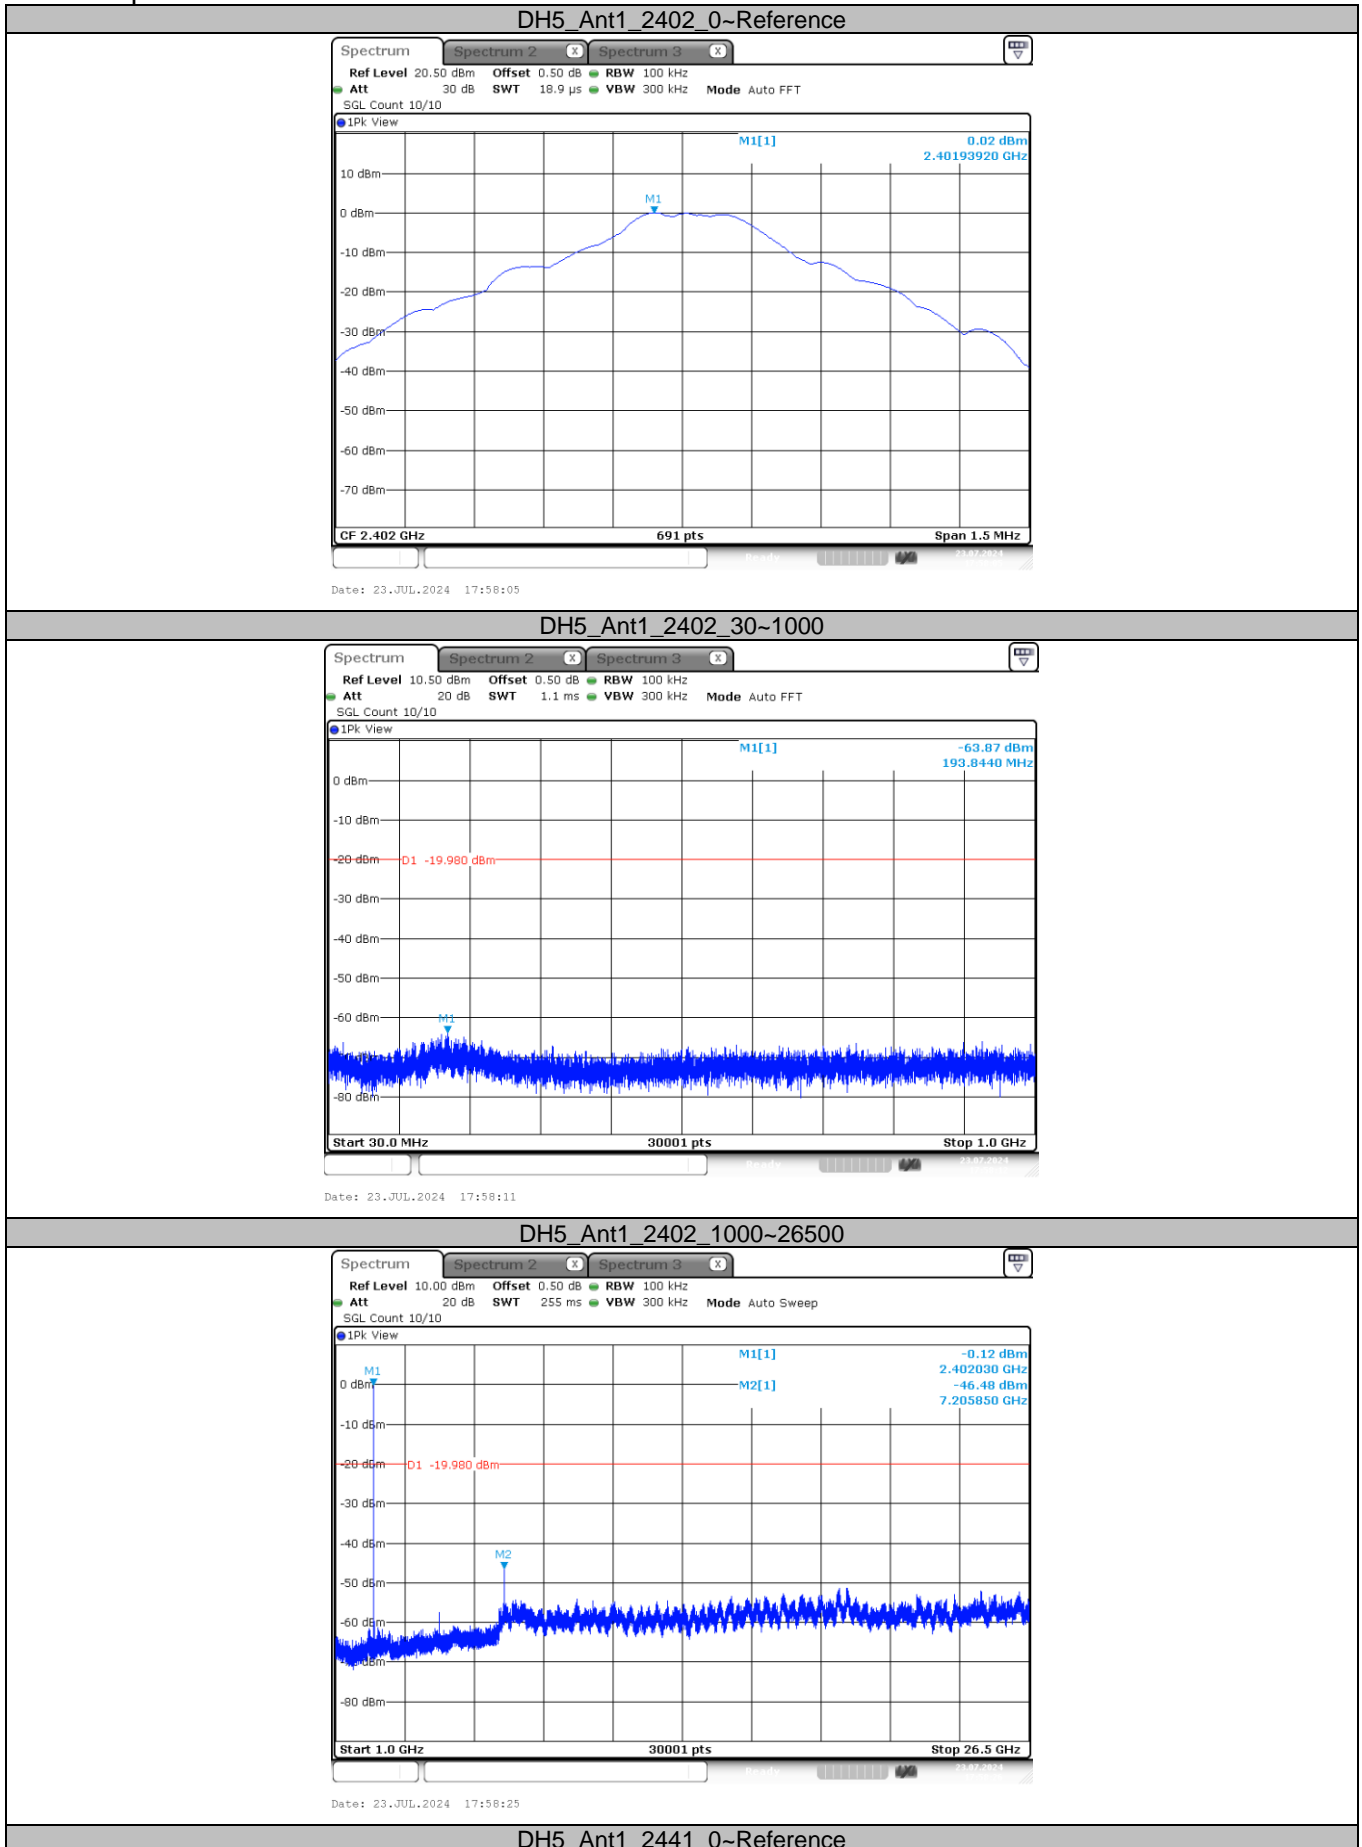 DH5_Ant1_2402_0~Reference
Spectrum Spectrum 2 X Spectrum 3 X
Ref Level 20.50 dBm Offset 0.50 dB RBW 100 kHz
Att 30 dB SWT 18.9 µs VBW 300 kHz Mode Auto FFT
SGL Count 10/10
1Pk View
M1[1] 0.02 dBm
2.40193920 GHz
10 dBm
M1
0 dBm
-10 dBm
-20 dBm
-30 dBm
-40 dBm
-50 dBm
-60 dBm
-70 dBm
CF 2.402 GHz 691 pts Span 1.5 MHz
Ready 23.07.2024
Date: 23.JUL.2024 17:58:05
DH5_Ant1_2402_30~1000
Spectrum Spectrum 2 X Spectrum 3 X
Ref Level 10.50 dBm Offset 0.50 dB RBW 100 kHz
Att 20 dB SWT 1.1 ms VBW 300 kHz Mode Auto FFT
SGL Count 10/10
1Pk View
M1[1] -63.87 dBm
193.8440 MHz
0 dBm
-10 dBm
-20 dBm D1 -19.980 dBm
-30 dBm
-40 dBm
-50 dBm
-60 dBm M1
-80 dBm
Start 30.0 MHz 30001 pts Stop 1.0 GHz
Ready 23.07.2024
Date: 23.JUL.2024 17:58:11
DH5_Ant1_2402_1000~26500
Spectrum Spectrum 2 X Spectrum 3 X
Ref Level 10.00 dBm Offset 0.50 dB RBW 100 kHz
Att 20 dB SWT 255 ms VBW 300 kHz Mode Auto Sweep
SGL Count 10/10
1Pk View
M1[1] -0.12 dBm
2.402030 GHz
M1
0 dBm M2[1] -46.48 dBm
7.205850 GHz
-10 dBm
-20 dBm D1 -19.980 dBm
-30 dBm
-40 dBm
M2
-50 dBm
-60 dBm
-80 dBm
Start 1.0 GHz 30001 pts Stop 26.5 GHz
Ready 23.07.2024
Date: 23.JUL.2024 17:58:25
DH5_Ant1_2441_0~Reference